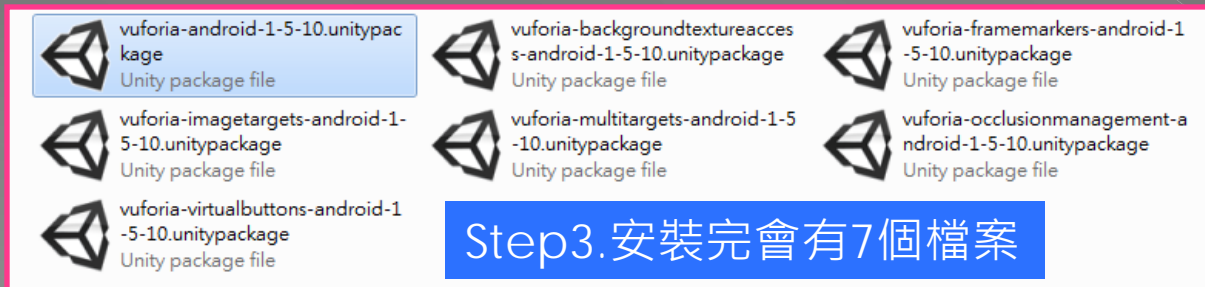 vuforia-android-1-5-10.unitypac
kage
Unity package file
vuforia-backgroundtextureacces
s-android-1-5-10.unitypackage
Unity package file
vuforia-framemarkers-android-1
-5-10.unitypackage
Unity package file
vuforia-imagetargets-android-1-
5-10.unitypackage
Unity package file
vuforia-multitargets-android-1-5
-10.unitypackage
Unity package file
vuforia-occlusionmanagement-a
ndroid-1-5-10.unitypackage
Unity package file
vuforia-virtualbuttons-android-1
-5-10.unitypackage
Unity package file
Step3.安裝完會有7個檔案